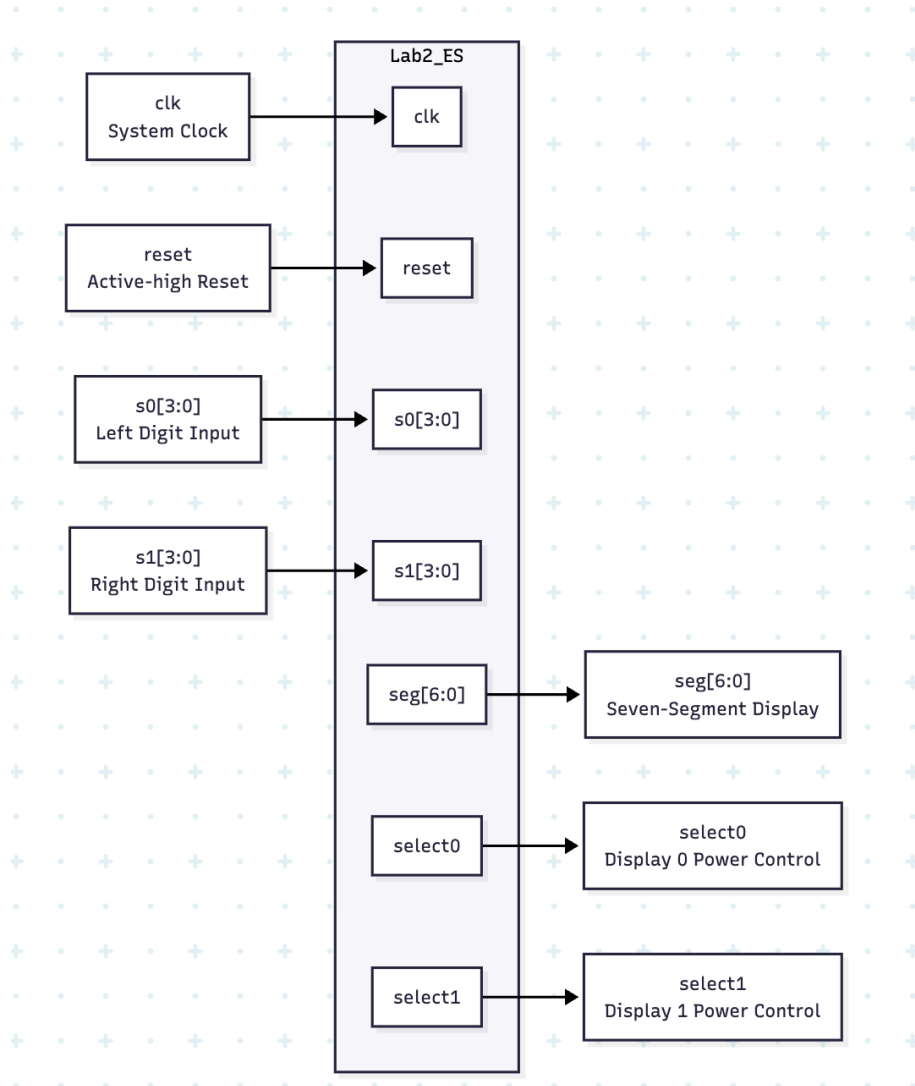 Lab2_ES
clk
System Clock
clk
reset
Active-high Reset
reset
s0[3:0]
Left Digit Input
s0[3:0]
s1[3:0]
Right Digit Input
s1[3:0]
seg[6:0]
seg[6:0]
Seven-Segment Display
select0
select0
Display 0 Power Control
select1
select1
Display 1 Power Control